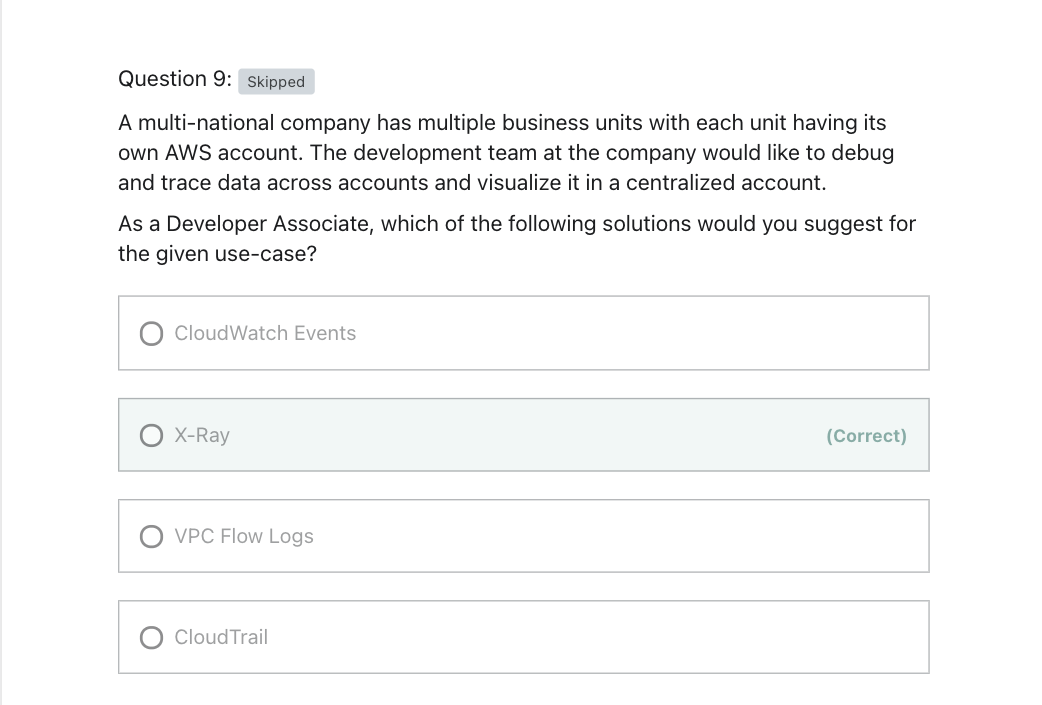 Question 9: Skipped
A multi-national company has multiple business units with each unit having its
own AWS account. The development team at the company would like to debug
and trace data across accounts and visualize it in a centralized account.
As a Developer Associate, which of the following solutions would you suggest for
the given use-case?
CloudWatch Events
X-Ray (Correct)
VPC Flow Logs
CloudTrail